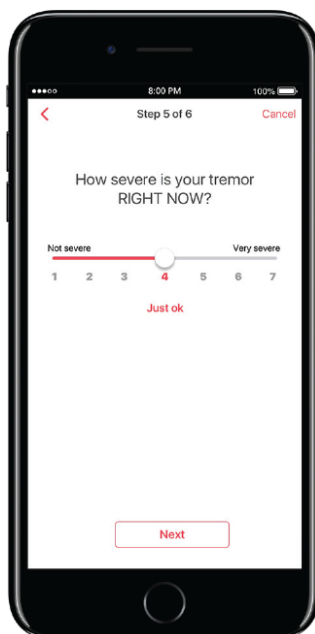 8:00 PM 100%
Step 5 of 6 Cancel
How severe is your tremor
RIGHT NOW?
Not severe Very severe
1 2 3 4 5 6 7
Just ok
Next